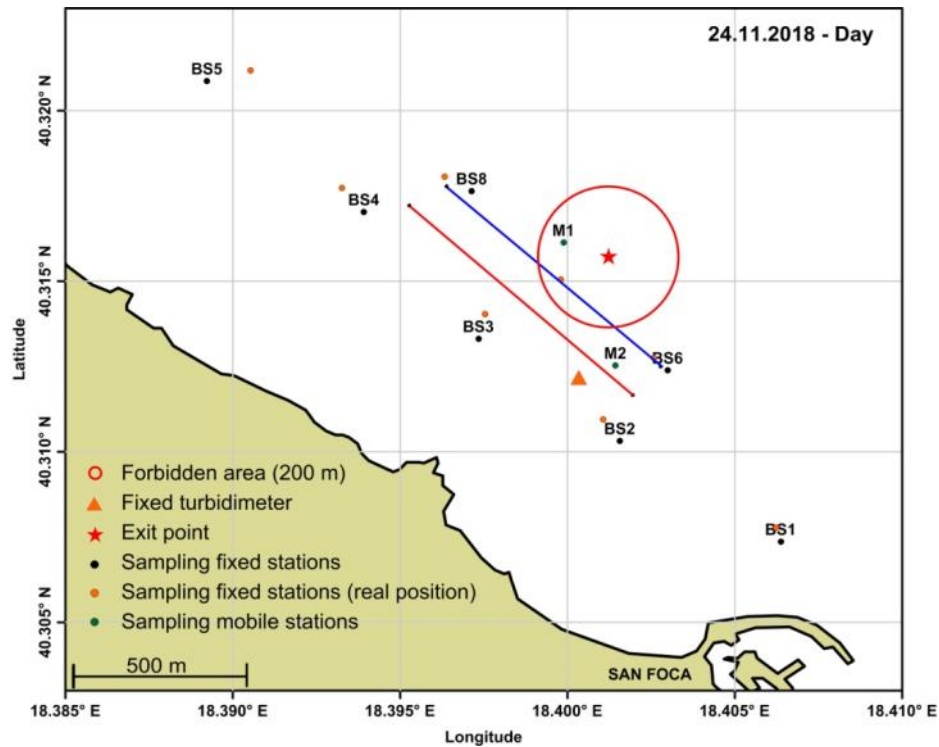 24.11.2018 - Day
BS5
BS8
BS4
M1
BS3
M2
BS6
BS2
BS1
Forbidden area (200 m)
Fixed turbidimeter
Exit point
Sampling fixed stations
Sampling fixed stations (real position)
Sampling mobile stations
500 m
SAN FOCA
40.320° N
40.315° N
40.310° N
40.305° N
Latitude
18.385° E
18.390° E
18.395° E
18.400° E
18.405° E
18.410° E
Longitude